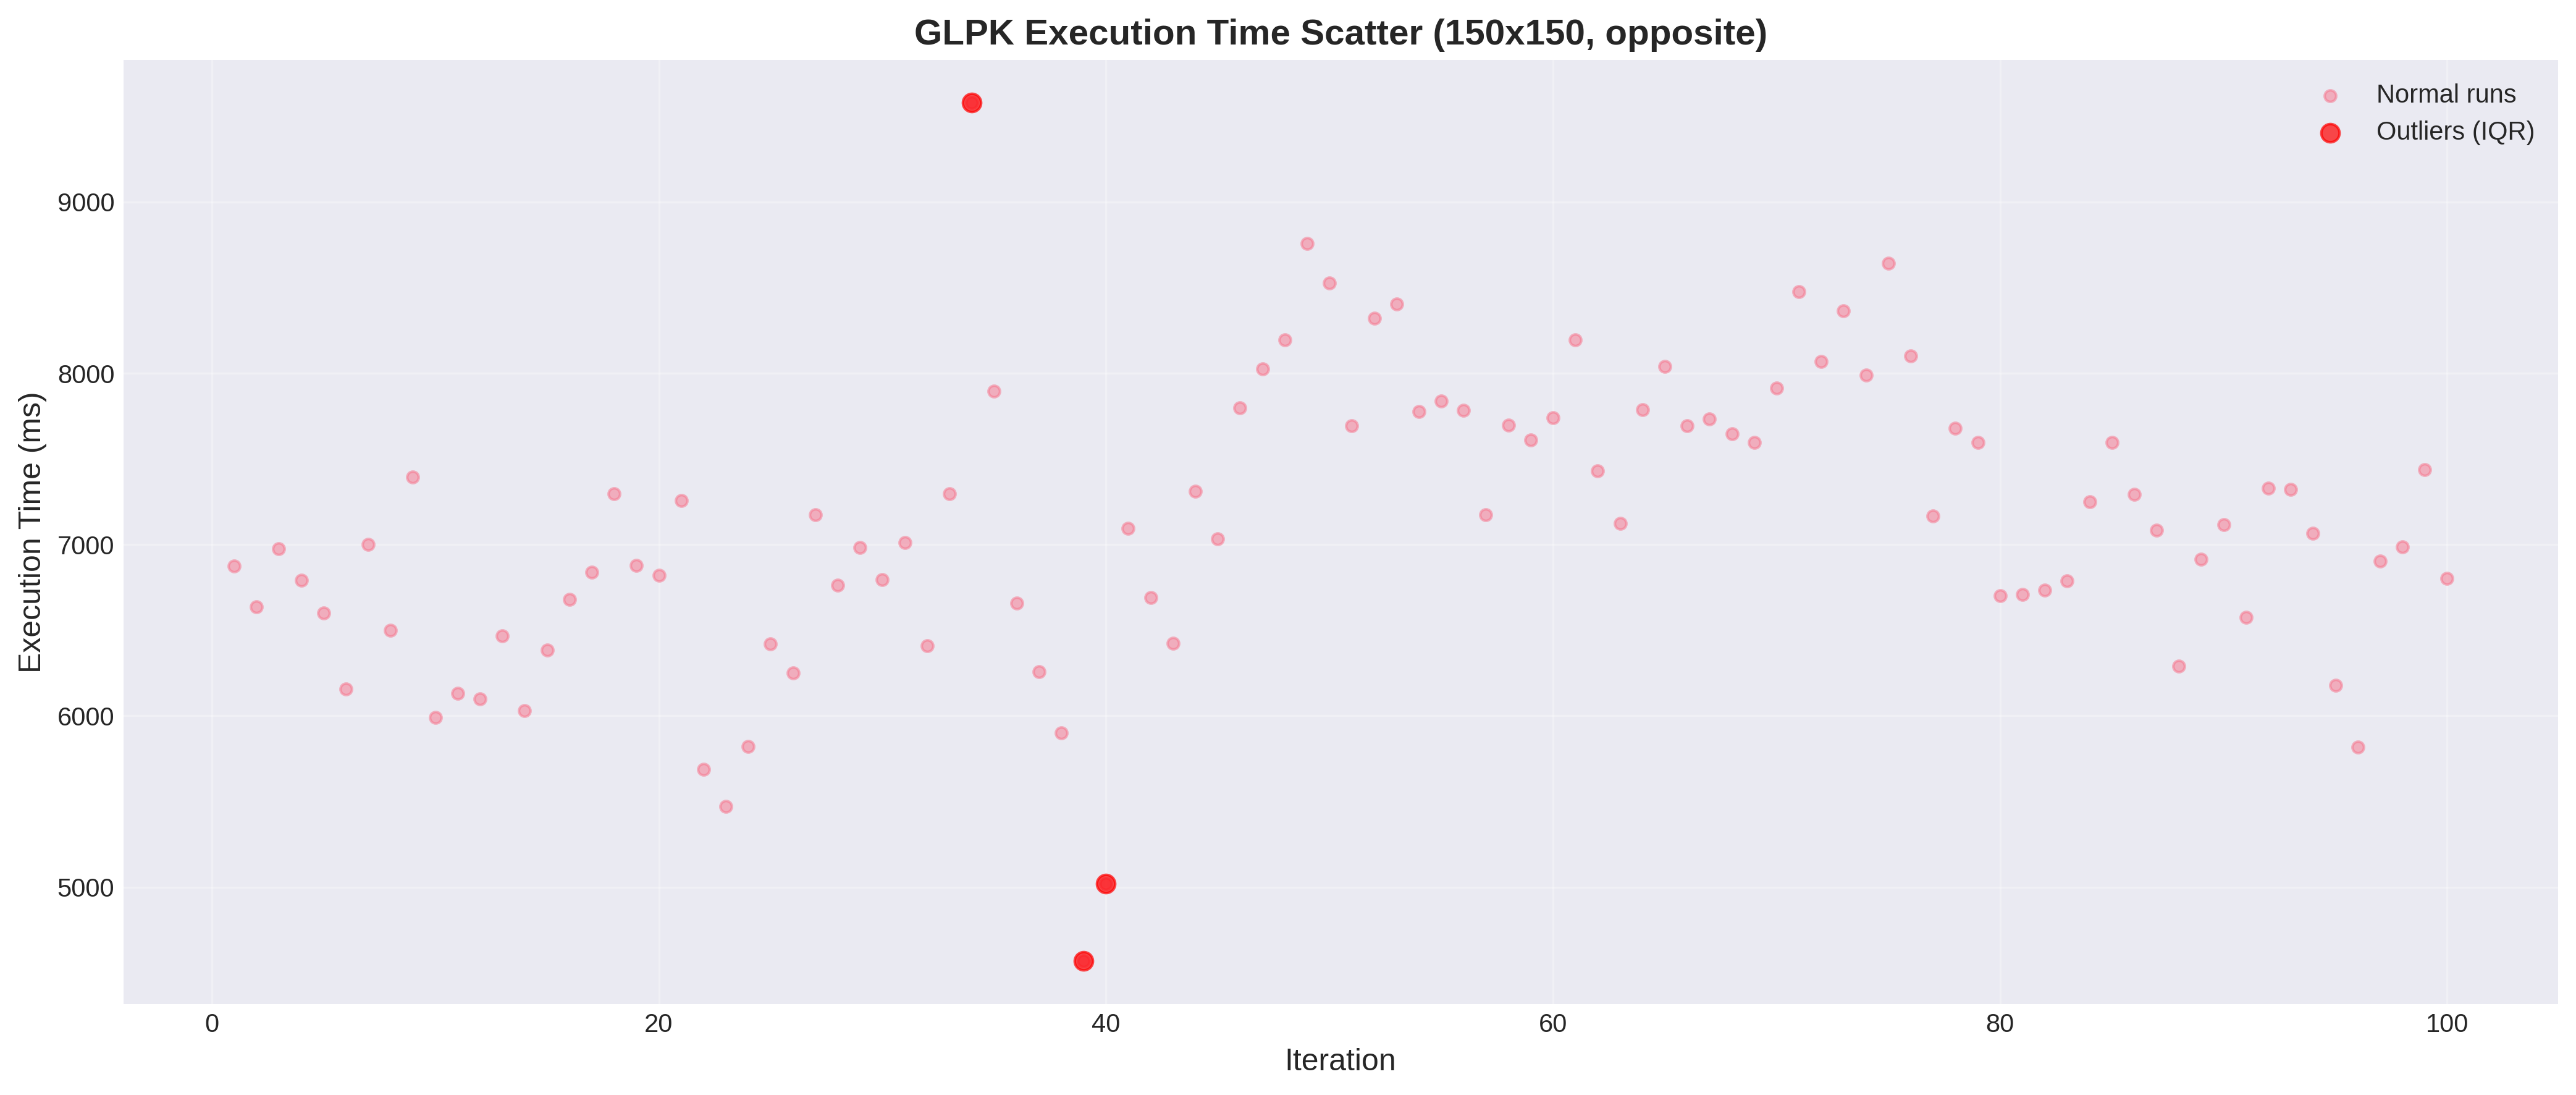 GLPK Execution Time Scatter (150x150, opposite)
Normal runs
Outliers (IQR)
Execution Time (ms)
9000
8000
7000
6000
5000
0
20
40
60
80
100
Iteration